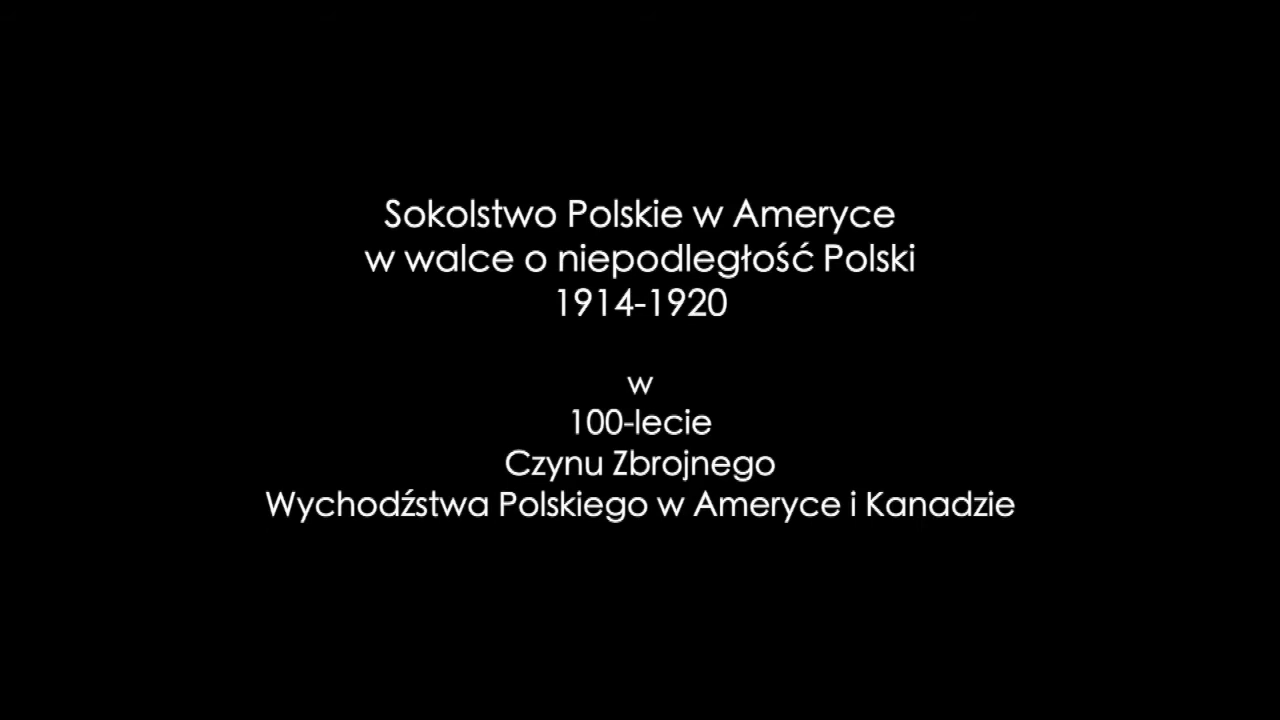 Sokolstwo Polskie w Ameryce
w walce o niepodległość Polski
1914-1920
w
100-lecie
Czynu Zbrojnego
Wychodźstwa Polskiego w Ameryce i Kanadzie